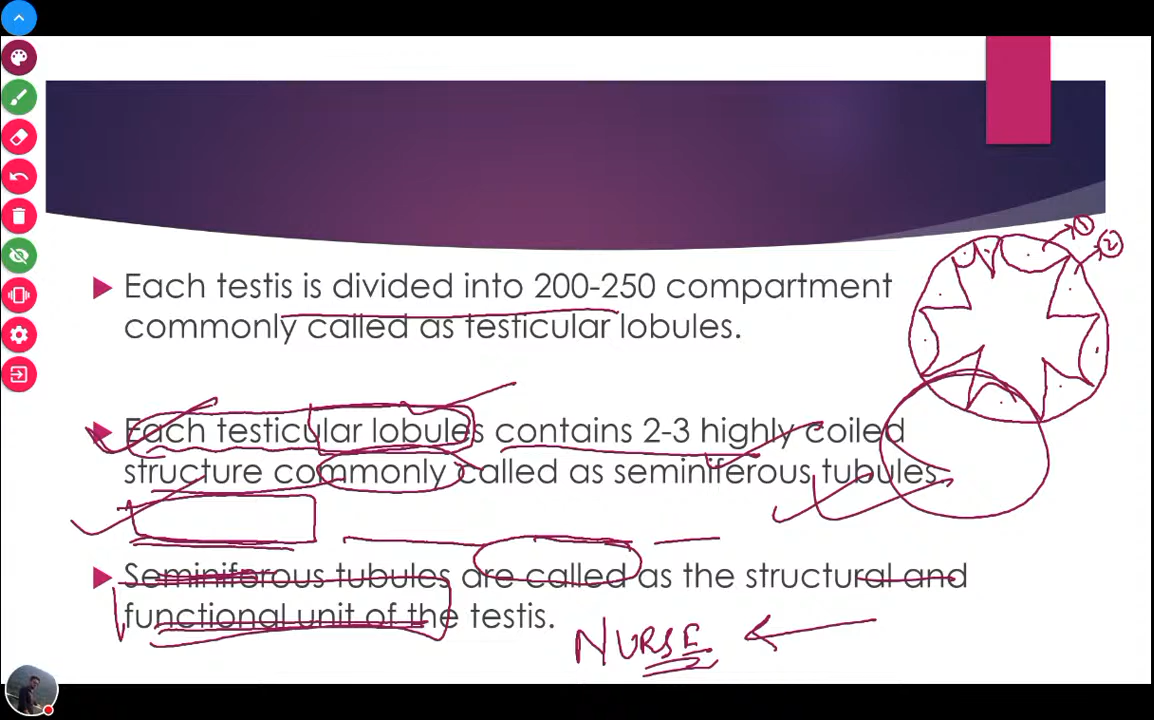 ① 
②
Each testis is divided into 200-250 compartment
commonly called as testicular lobules.
Each testicular lobules contains 2-3 highly coiled
structure commonly called as seminiferous tubules.
Seminiferous tubules are called as the structural and
functional unit of the testis.
NURSE